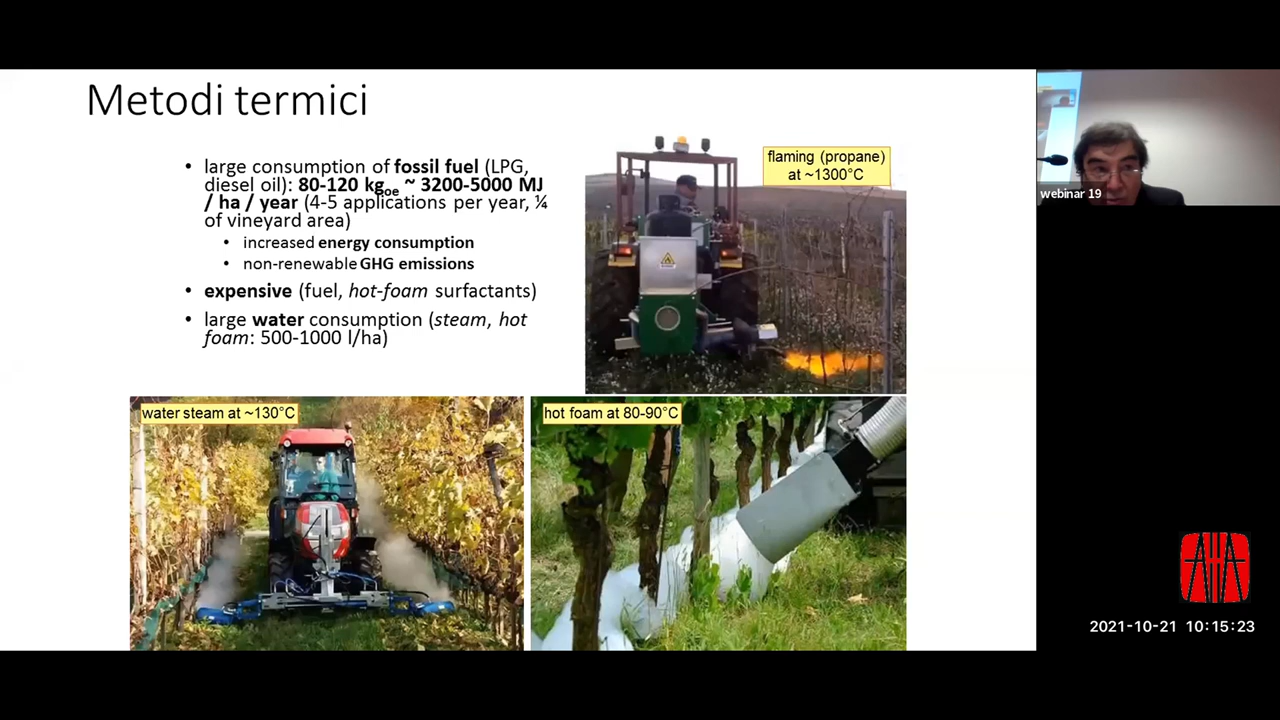 Metodi termici
• large consumption of fossil fuel (LPG,
diesel oil): 80-120 kgoe ~ 3200-5000 MJ
/ ha / year (4-5 applications per year, ¼
of vineyard area)
• increased energy consumption
• non-renewable GHG emissions
• expensive (fuel, hot-foam surfactants)
• large water consumption (steam, hot
foam: 500-1000 l/ha)
flaming (propane)
at ~1300°C
water steam at ~130°C
hot foam at 80-90°C
webinar 19
2021-10-21 10:15:23